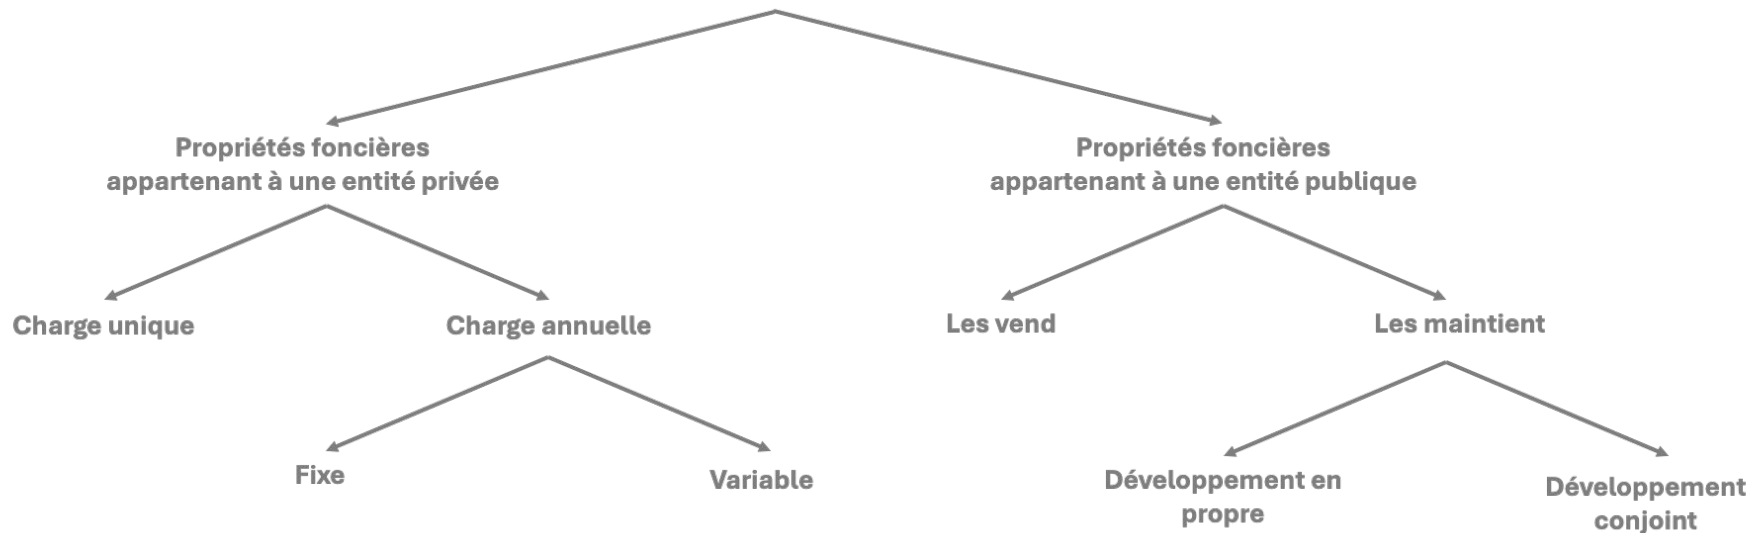 Propriétés foncières
appartenant à une entité privée
Propriétés foncières
appartenant à une entité publique
Charge unique
Charge annuelle
Les vend
Les maintient
Fixe
Variable
Développement en
propre
Développement
conjoint